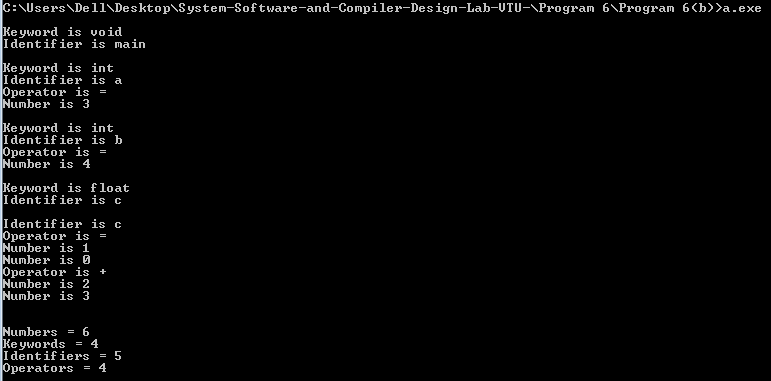 C:\Users\Dell\Desktop\System-Software-and-Compiler-Design-Lab-VTU-\Program 6\Program 6(b)>a.exe
Keyword is void
Identifier is main
Keyword is int
Identifier is a
Operator is =
Number is 3
Keyword is int
Identifier is b
Operator is =
Number is 4
Keyword is float
Identifier is c
Identifier is c
Operator is =
Number is 1
Number is 0
Operator is +
Number is 2
Number is 3
Numbers = 6
Keywords = 4
Identifiers = 5
Operators = 4